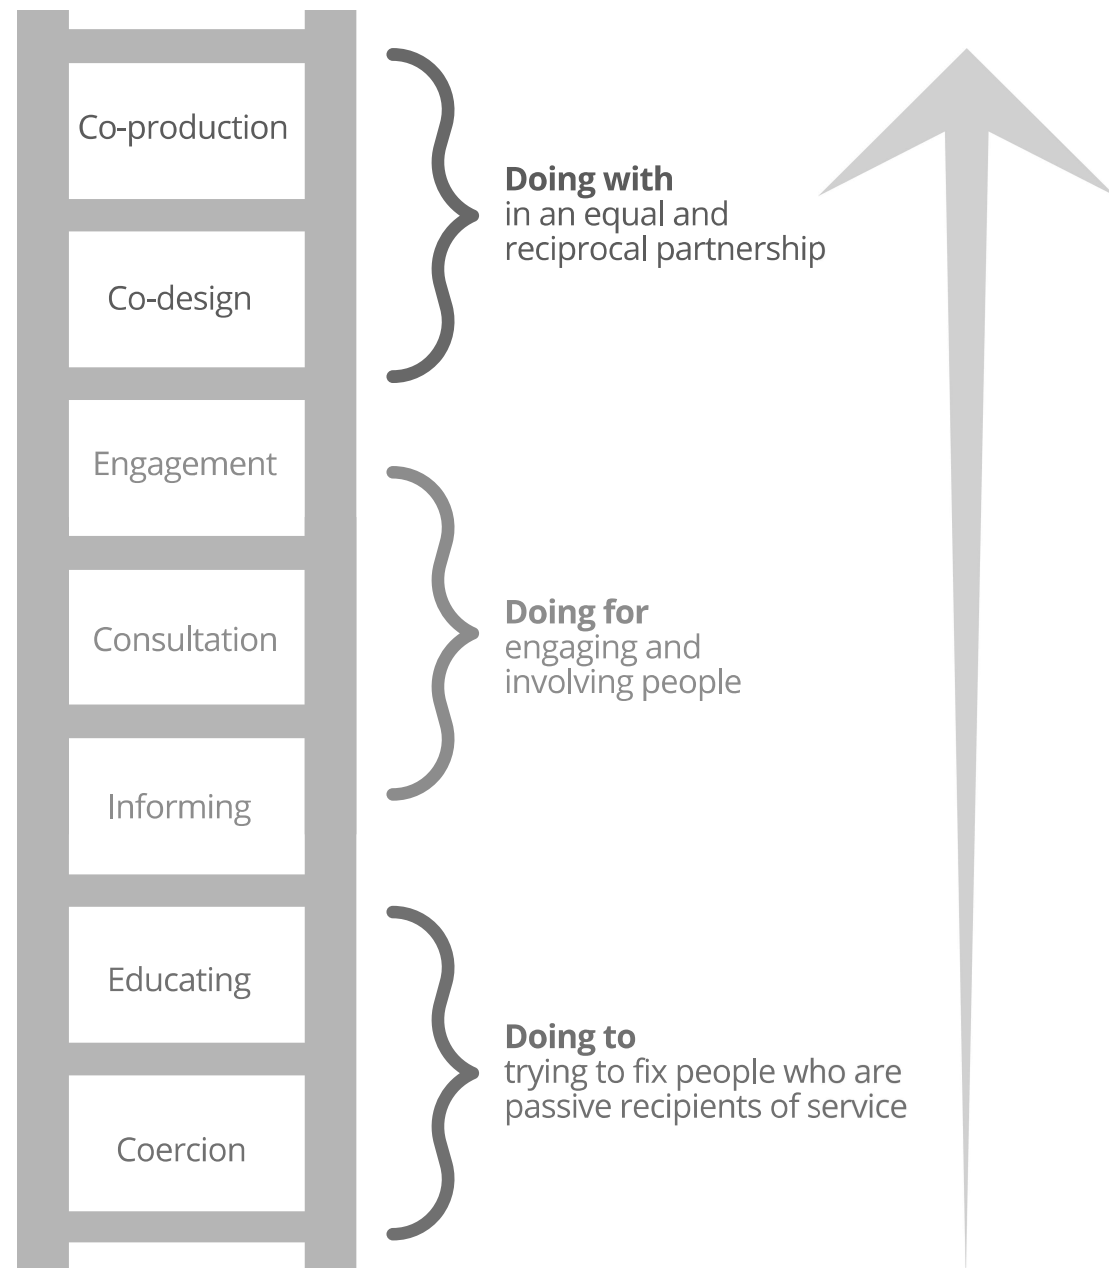 Co-production
Doing with
in an equal and
reciprocal partnership
Co-design
Engagement
Doing for
engaging and
involving people
Consultation
Informing
Educating
Doing to
trying to fix people who are
passive recipients of service
Coercion